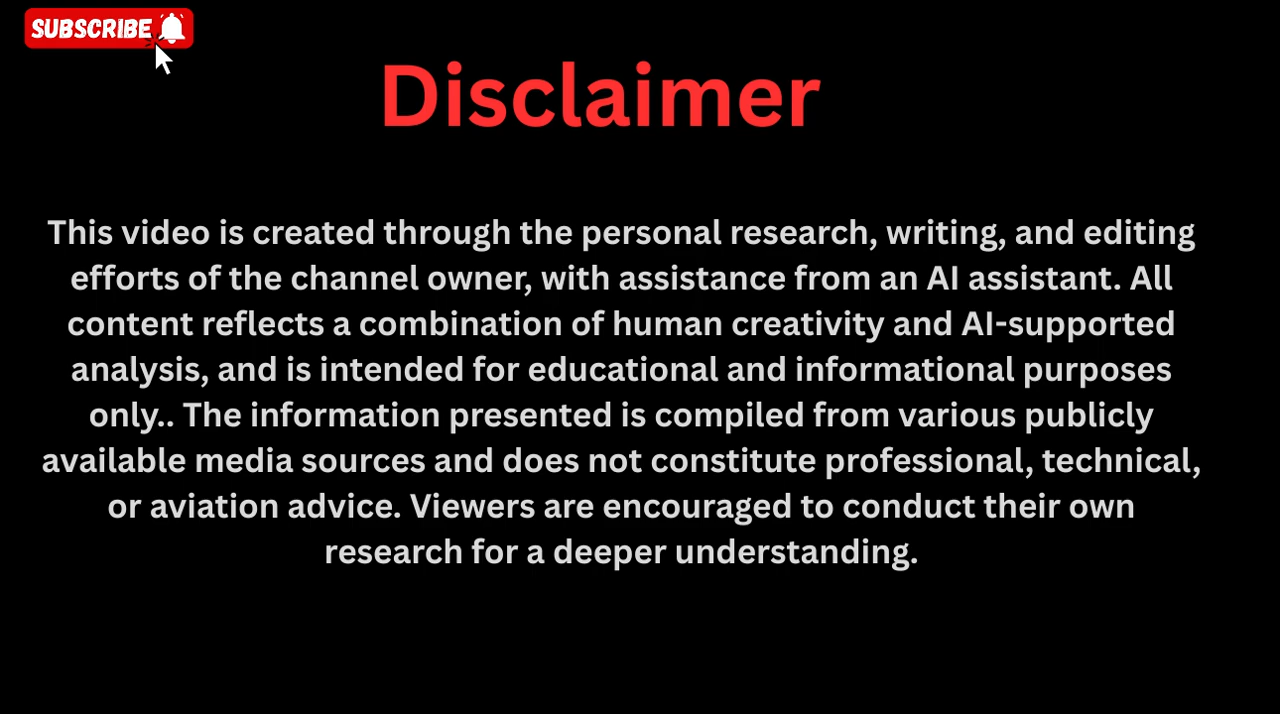 SUBSCRIBE
Disclaimer
This video is created through the personal research, writing, and editing
efforts of the channel owner, with assistance from an AI assistant. All
content reflects a combination of human creativity and AI-supported
analysis, and is intended for educational and informational purposes
only.. The information presented is compiled from various publicly
available media sources and does not constitute professional, technical,
or aviation advice. Viewers are encouraged to conduct their own
research for a deeper understanding.